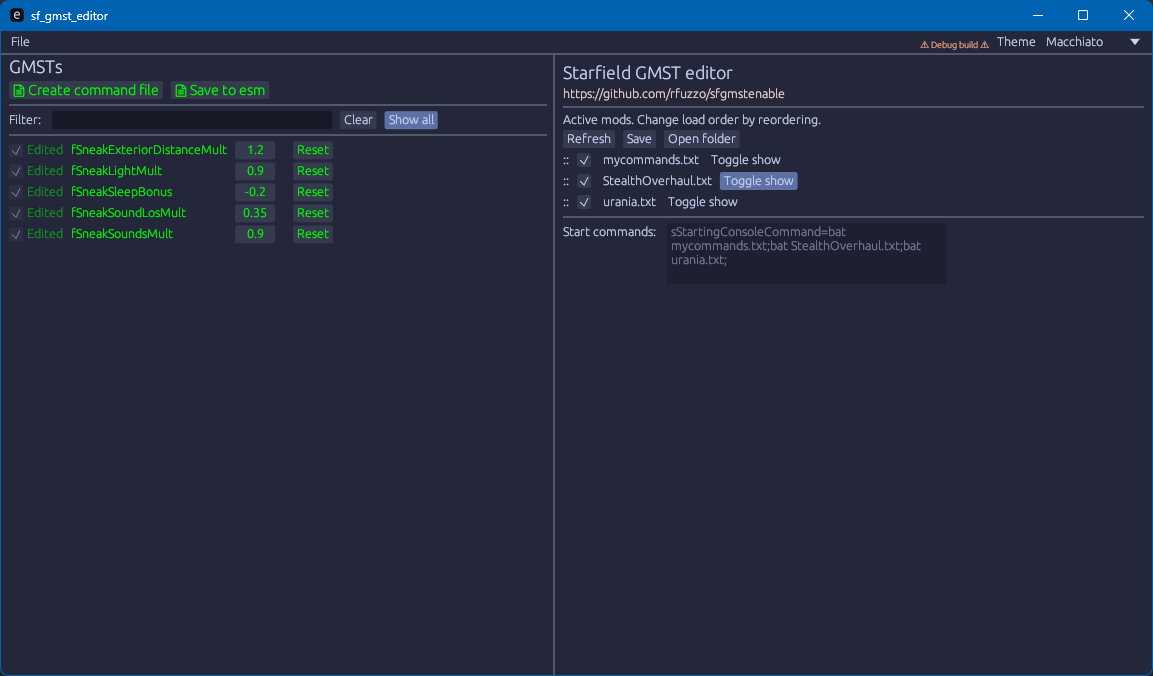 sf_gmst_editor
File
⚠ Debug build ⚠ Theme Macchiato
GMSTs
Create command file Save to esm
Filter: Clear Show all
Edited fSneakExteriorDistanceMult 1.2 Reset
Edited fSneakLightMult 0.9 Reset
Edited fSneakSleepBonus -0.2 Reset
Edited fSneakSoundLosMult 0.35 Reset
Edited fSneakSoundsMult 0.9 Reset
Starfield GMST editor
https://github.com/rfuzzo/sfgmstenable
Active mods. Change load order by reordering.
Refresh Save Open folder
:: mycommands.txt Toggle show
:: StealthOverhaul.txt Toggle show
:: urania.txt Toggle show
Start commands: sStartingConsoleCommand=bat
mycommands.txt;bat StealthOverhaul.txt;bat
urania.txt;